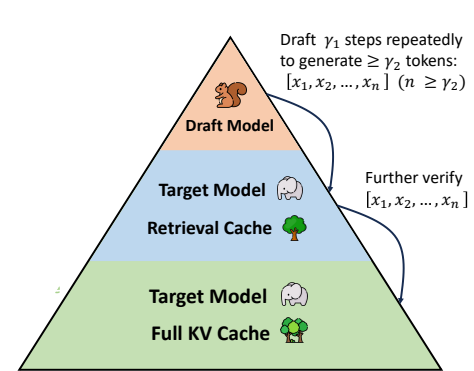 Draft γ₁ steps repeatedly
to generate ≥ γ₂ tokens:
[x₁, x₂, ..., xₙ] (n ≥ γ₂)
Draft Model
Further verify
[x₁, x₂, ..., xₙ]
Target Model
Retrieval Cache
Target Model
Full KV Cache